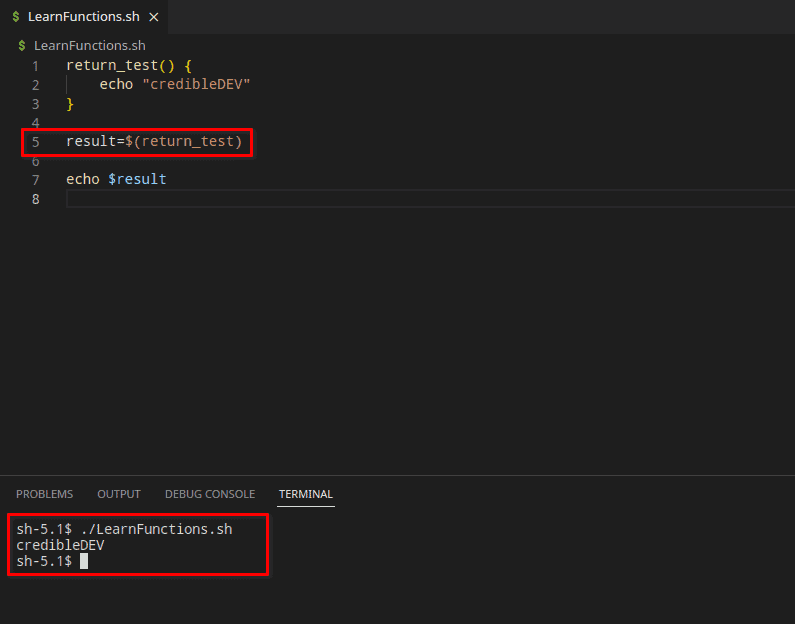 $ LearnFunctions.sh ×
$ LearnFunctions.sh
1 return_test() {
2     echo "credibleDEV"
3 }
4
5 result=$(return_test)
6
7 echo $result
8
PROBLEMS OUTPUT DEBUG CONSOLE TERMINAL
sh-5.1$ ./LearnFunctions.sh
credibleDEV
sh-5.1$